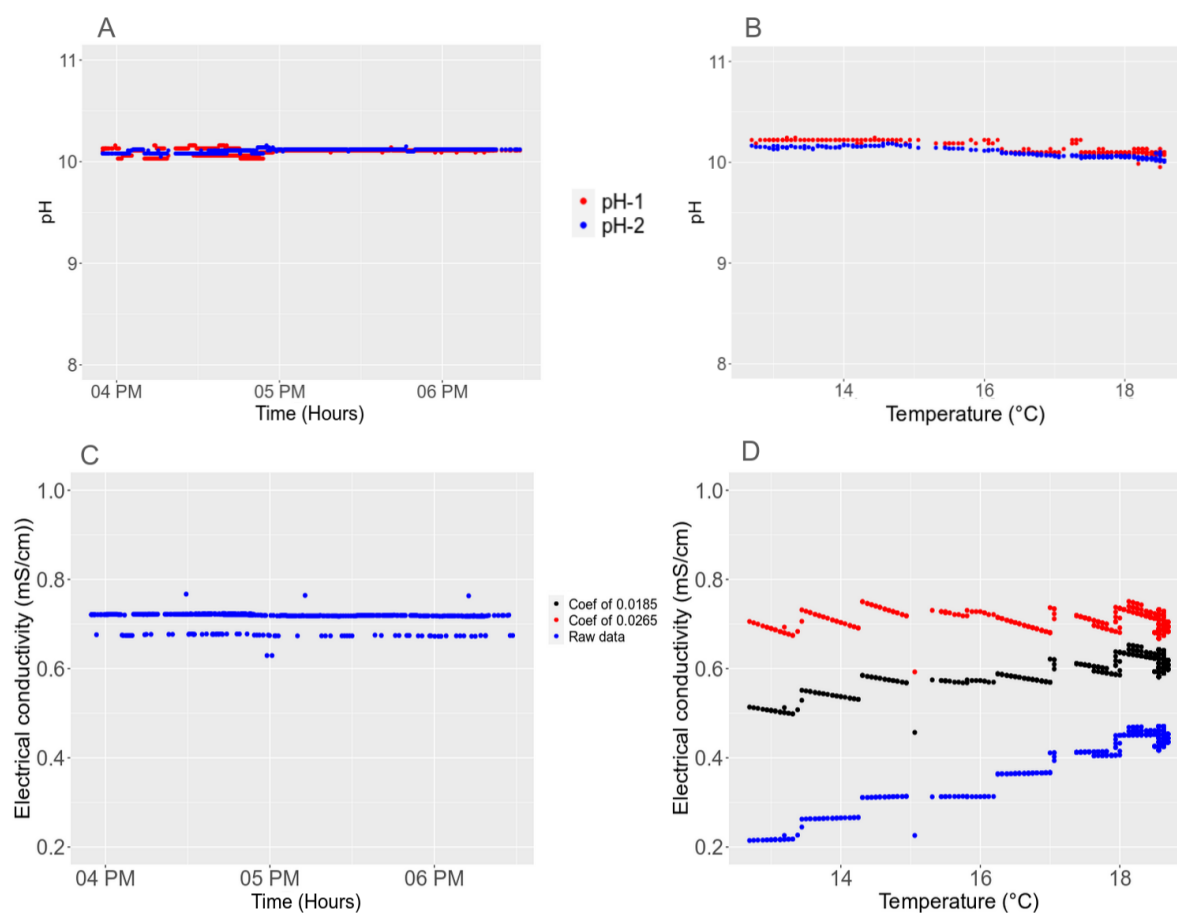 A
11
10
9
8
pH
04 PM
05 PM
06 PM
Time (Hours)
pH-1
pH-2
B
11
10
9
8
pH
14
16
18
Temperature (°C)
C
1.0
0.8
0.6
0.4
0.2
Electrical conductivity (mS/cm))
04 PM
05 PM
06 PM
Time (Hours)
Coef of 0.0185
Coef of 0.0265
Raw data
D
1.0
0.8
0.6
0.4
0.2
Electrical conductivity (mS/cm)
14
16
18
Temperature (°C)